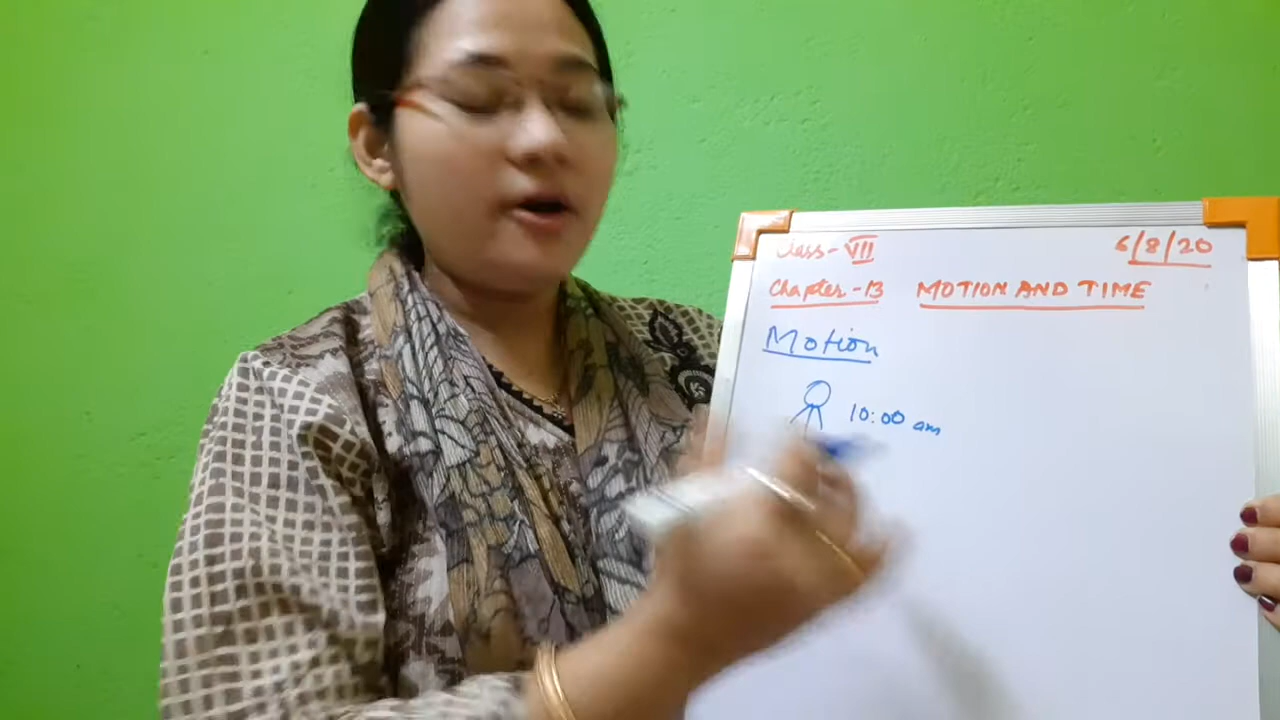 Class-VII 6/8/20
Chapter-13 MOTION AND TIME
Motion
10:00 am